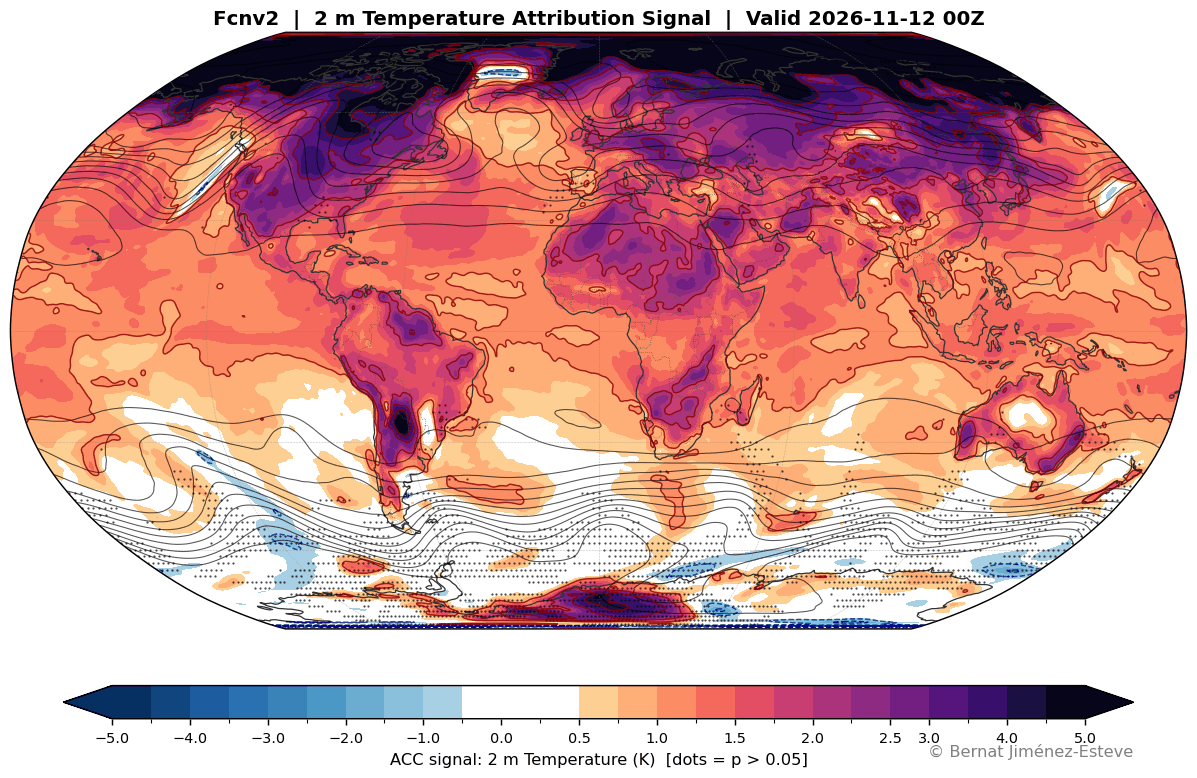 Fcnv2 | 2 m Temperature Attribution Signal | Valid 2026-11-12 00Z
−5.0 −4.0 −3.0 −2.0 −1.0 0.0 0.5 1.0 1.5 2.0 2.5 3.0 4.0 5.0
© Bernat Jiménez-Esteve
ACC signal: 2 m Temperature (K) [dots = p > 0.05]